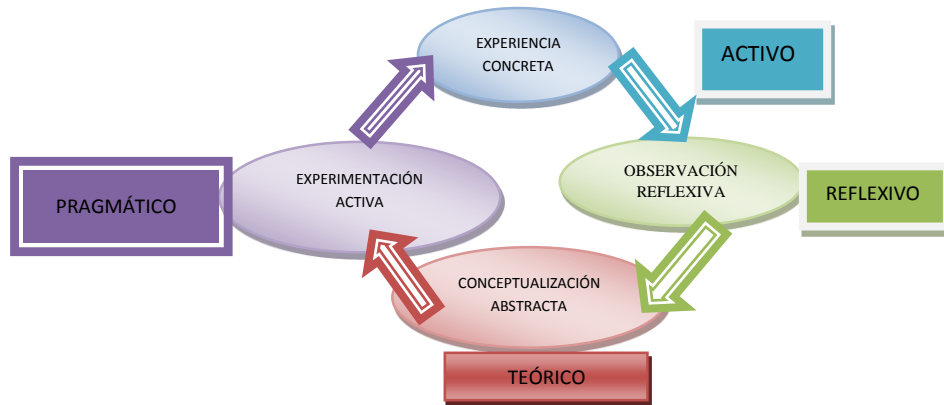 EXPERIENCIA
CONCRETA
ACTIVO
OBSERVACIÓN
REFLEXIVA
REFLEXIVO
CONCEPTUALIZACIÓN
ABSTRACTA
TEÓRICO
EXPERIMENTACIÓN
ACTIVA
PRAGMÁTICO